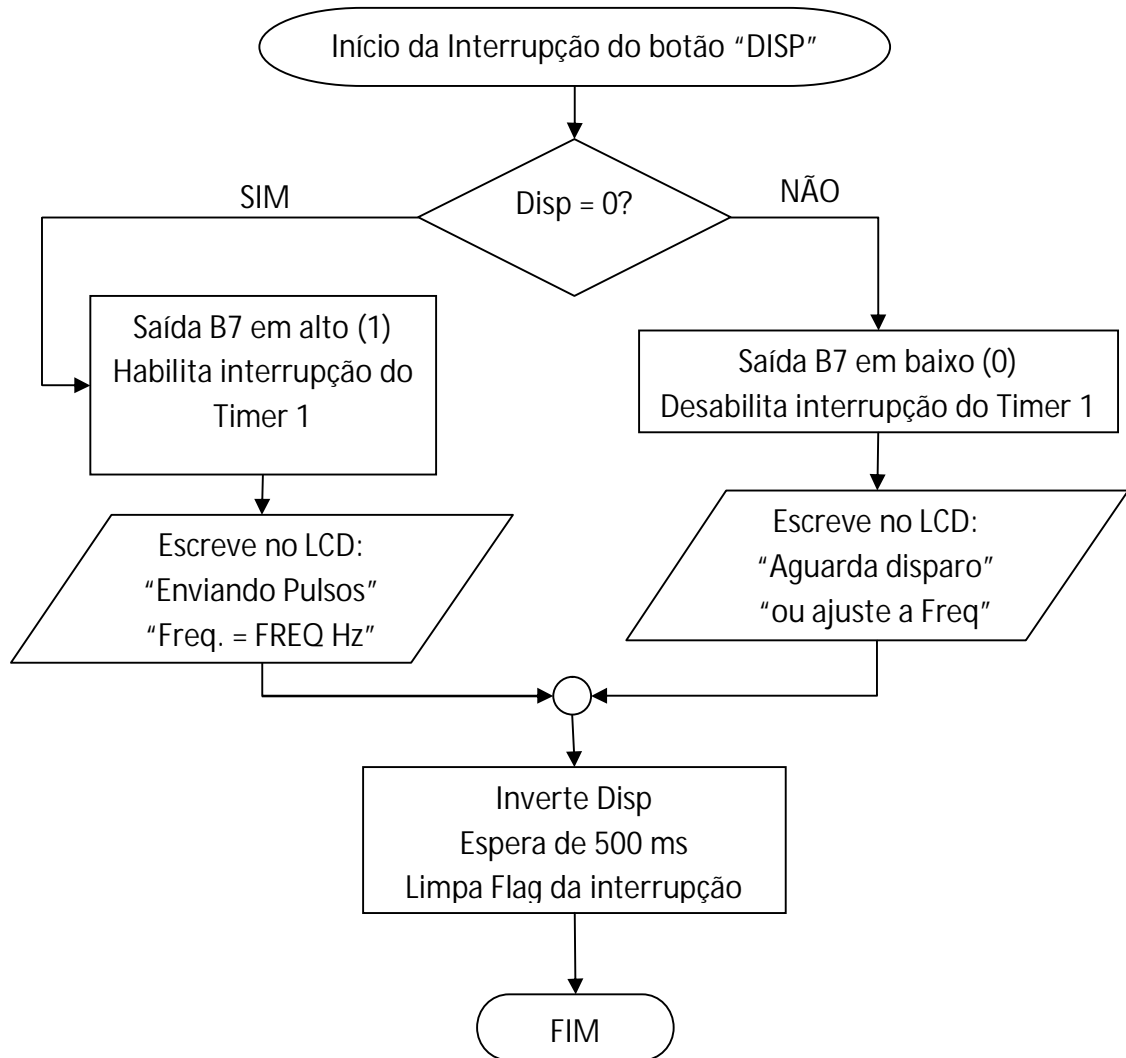 Início da Interrupção do botão “DISP”
Disp = 0?
SIM
NÃO
Saída B7 em alto (1)
Habilita interrupção do
Timer 1
Saída B7 em baixo (0)
Desabilita interrupção do Timer 1
Escreve no LCD:
“Enviando Pulsos”
“Freq. = FREQ Hz”
Escreve no LCD:
“Aguarda disparo”
“ou ajuste a Freq”
Inverte Disp
Espera de 500 ms
Limpa Flag da interrupção
FIM